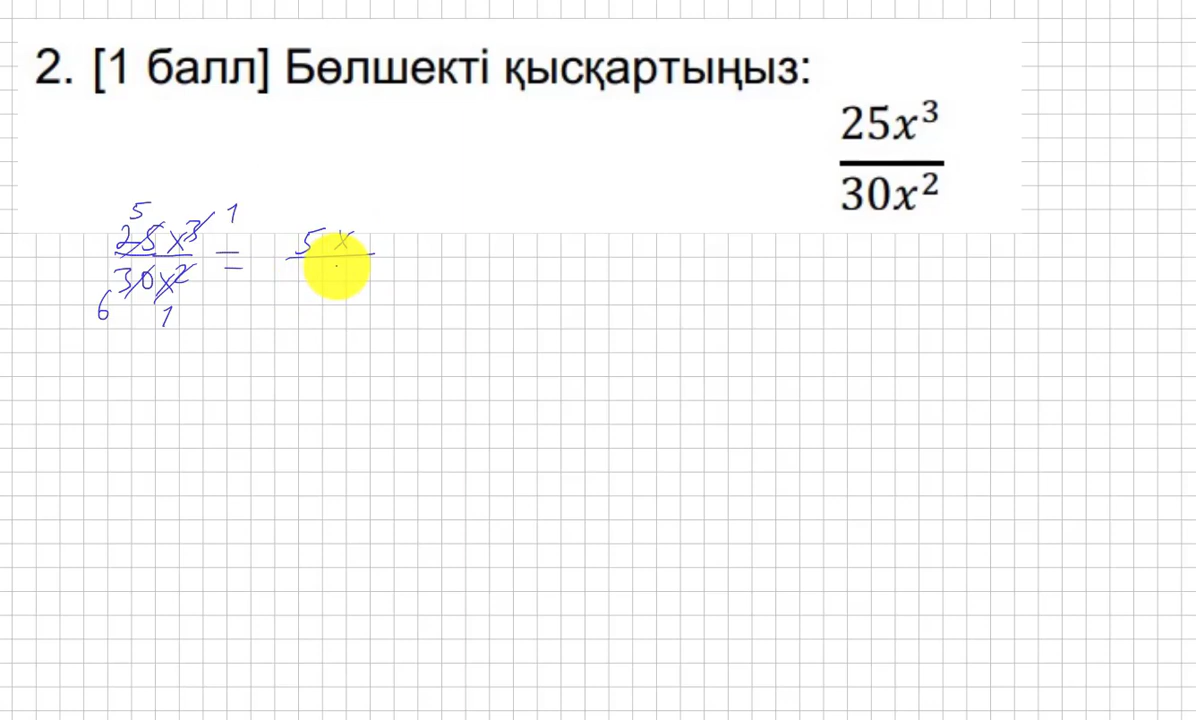 2. [1 балл] Бөлшекті қысқартыңыз:
25x³
30x²
5 1
25x³ = 5x
30x²
6 1